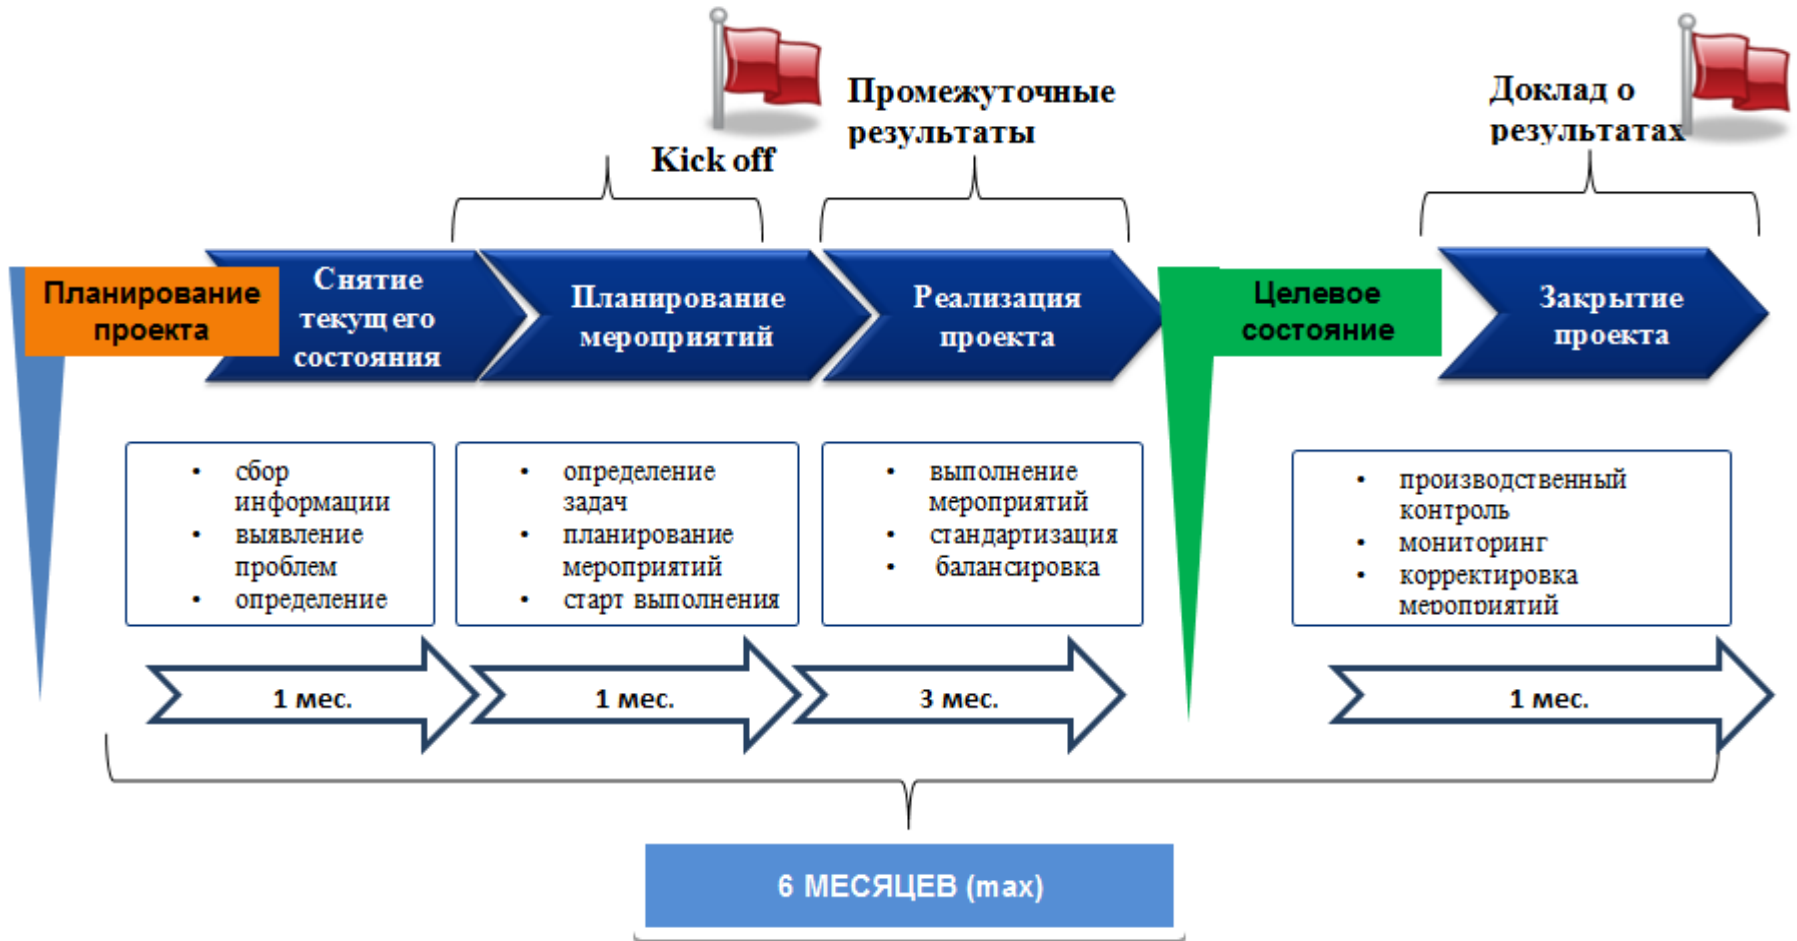 Промежуточные
результаты
Доклад о
результатах
Kick off
Планирование
проекта
Снятие
текущего
состояния
Планирование
мероприятий
Реализация
проекта
Целевое
состояние
Закрытие
проекта
• сбор
информации
• выявление
проблем
• определение
• определение
задач
• планирование
мероприятий
• старт выполнения
• выполнение
мероприятий
• стандартизация
• балансировка
• производственный
контроль
• мониторинг
• корректировка
мероприятий
1 мес.
1 мес.
3 мес.
1 мес.
6 МЕСЯЦЕВ (max)